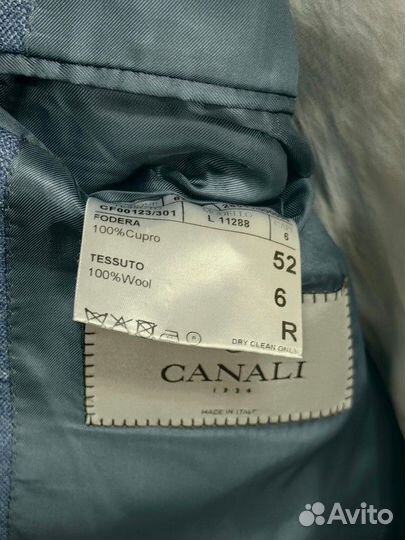 CF00123/301
L 11288
6
FODERA
100%Cupro
52
TESSUTO
100%Wool
6
R
DRY CLEAN ONLY
CANALI
1934
MADE IN ITALY
Avito